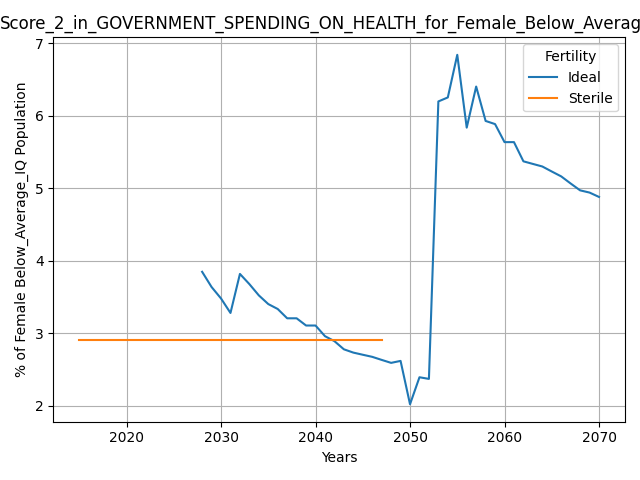 Score_2_in_GOVERNMENT_SPENDING_ON_HEALTH_for_Female_Below_Averag
7
6
5
4
3
2
% of Female Below_Average_IQ Population
Fertility
Ideal
Sterile
2020 2030 2040 2050 2060 2070
Years